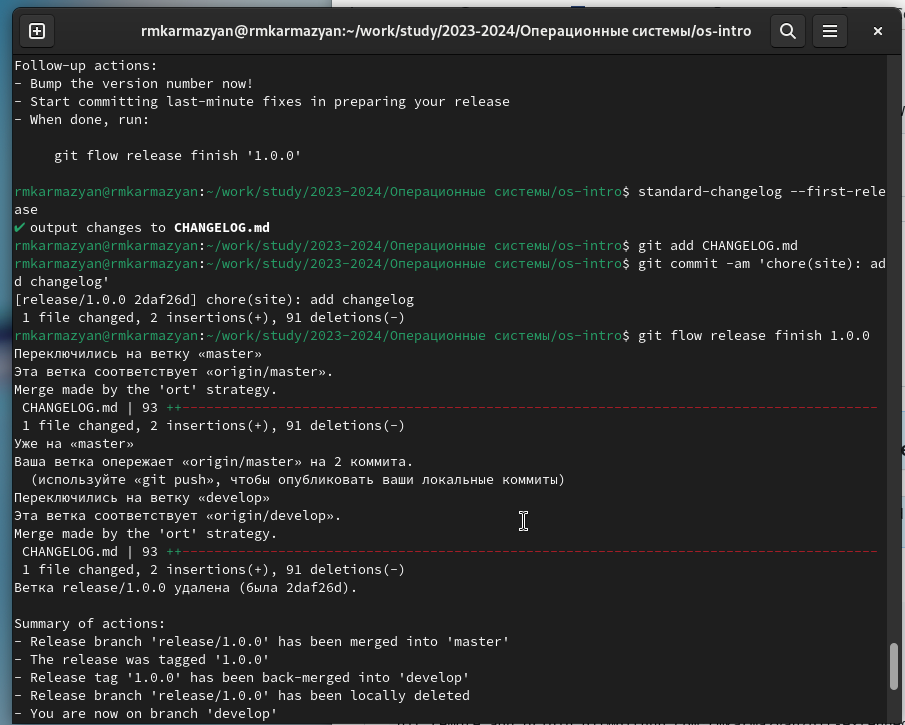 rmkarmazyan@rmkarmazyan:~/work/study/2023-2024/Операционные системы/os-intro
Follow-up actions:
- Bump the version number now!
- Start committing last-minute fixes in preparing your release
- When done, run:
git flow release finish '1.0.0'
rmkarmazyan@rmkarmazyan:~/work/study/2023-2024/Операционные системы/os-intro$ standard-changelog --first-rele
ase
✔ output changes to CHANGELOG.md
rmkarmazyan@rmkarmazyan:~/work/study/2023-2024/Операционные системы/os-intro$ git add CHANGELOG.md
rmkarmazyan@rmkarmazyan:~/work/study/2023-2024/Операционные системы/os-intro$ git commit -am 'chore(site): ad
d changelog'
[release/1.0.0 2daf26d] chore(site): add changelog
1 file changed, 2 insertions(+), 91 deletions(-)
rmkarmazyan@rmkarmazyan:~/work/study/2023-2024/Операционные системы/os-intro$ git flow release finish 1.0.0
Переключились на ветку «master»
Эта ветка соответствует «origin/master».
Merge made by the 'ort' strategy.
CHANGELOG.md | 93 ++---------------------------------------------------------------------------------------
1 file changed, 2 insertions(+), 91 deletions(-)
Уже на «master»
Ваша ветка опережает «origin/master» на 2 коммита.
(используйте «git push», чтобы опубликовать ваши локальные коммиты)
Переключились на ветку «develop»
Эта ветка соответствует «origin/develop».
Merge made by the 'ort' strategy.
CHANGELOG.md | 93 ++---------------------------------------------------------------------------------------
1 file changed, 2 insertions(+), 91 deletions(-)
Ветка release/1.0.0 удалена (была 2daf26d).
Summary of actions:
- Release branch 'release/1.0.0' has been merged into 'master'
- The release was tagged '1.0.0'
- Release tag '1.0.0' has been back-merged into 'develop'
- Release branch 'release/1.0.0' has been locally deleted
- You are now on branch 'develop'